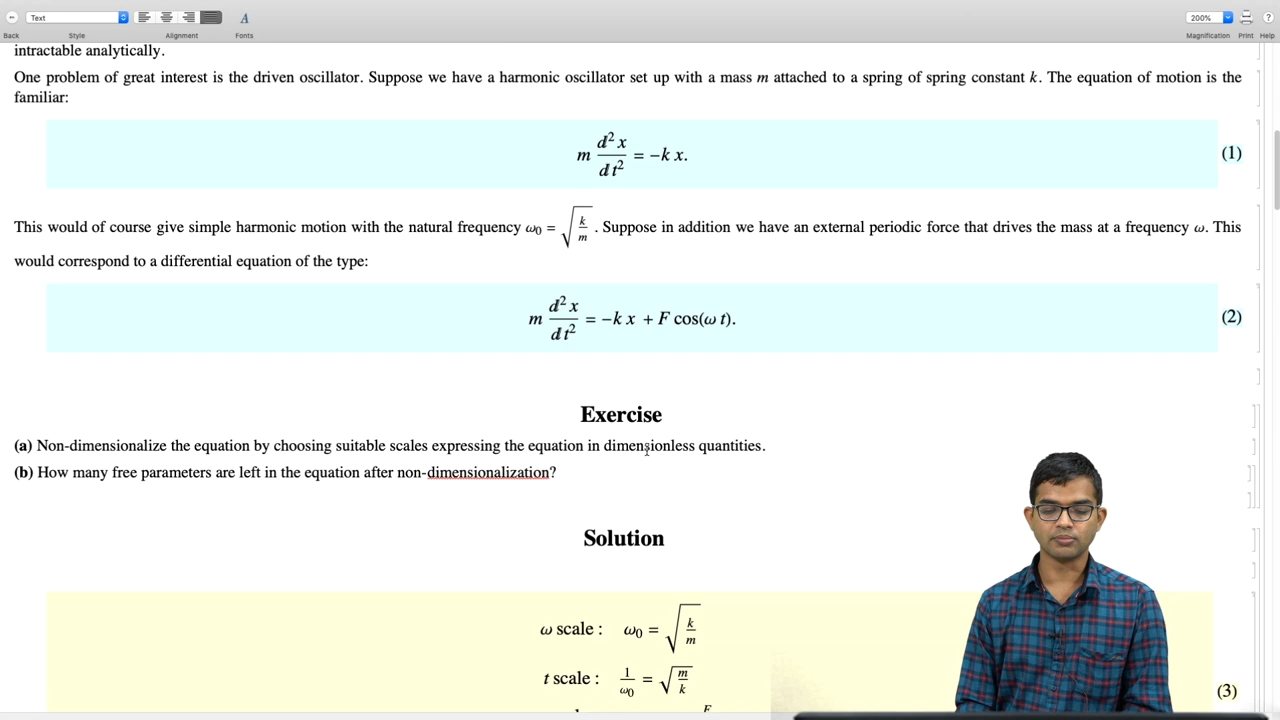 Text
200%
Back
Style
Alignment
Fonts
Magnification
Print
Help
intractable analytically.
One problem of great interest is the driven oscillator. Suppose we have a harmonic oscillator set up with a mass m attached to a spring of spring constant k. The equation of motion is the
familiar:
m d²x/dt² = −k x. (1)
This would of course give simple harmonic motion with the natural frequency ω0 = √(k/m). Suppose in addition we have an external periodic force that drives the mass at a frequency ω. This
would correspond to a differential equation of the type:
m d²x/dt² = −k x + F cos(ω t). (2)
Exercise
(a) Non-dimensionalize the equation by choosing suitable scales expressing the equation in dimensionless quantities.
(b) How many free parameters are left in the equation after non-dimensionalization?
Solution
ω scale : ω0 = √(k/m)
t scale : 1/ω0 = √(m/k) (3)
F